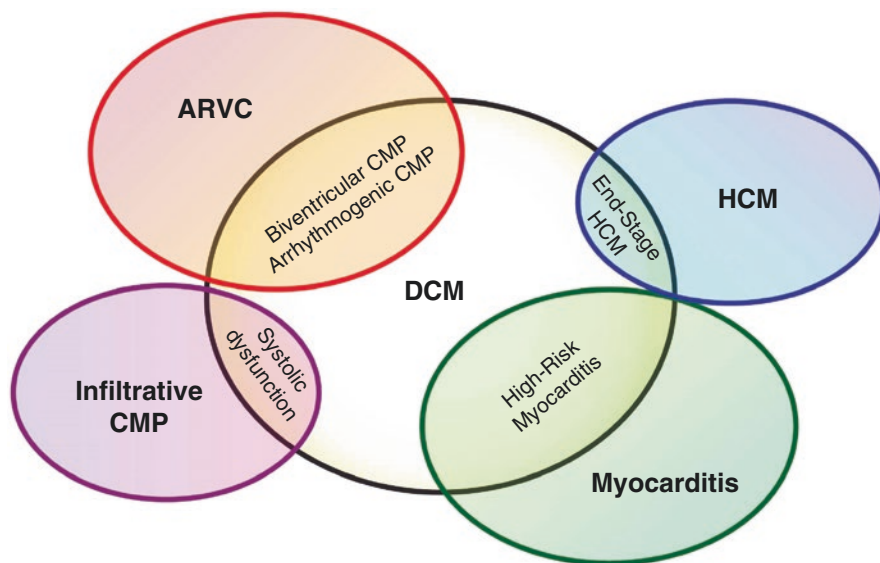 ARVC
Biventricular CMP
Arrhythmogenic CMP
End-Stage
HCM
HCM
DCM
Systolic
dysfunction
Infiltrative
CMP
High-Risk
Myocarditis
Myocarditis